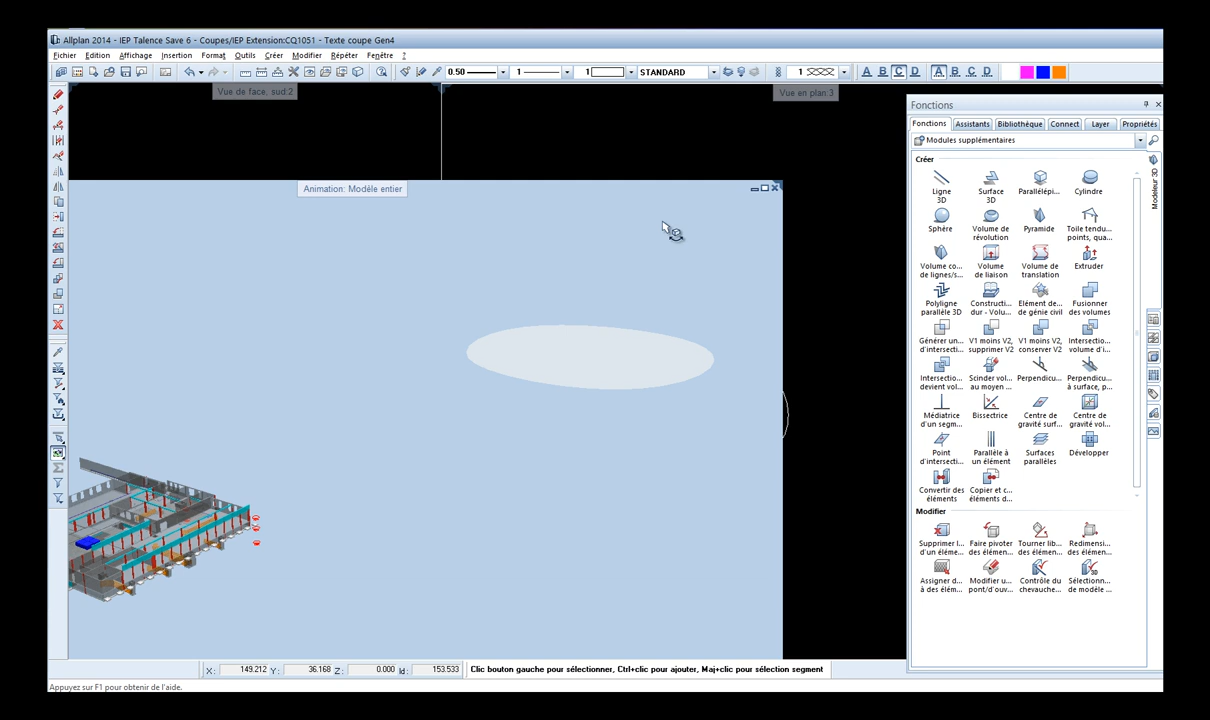 Allplan 2014 - IEP Talence Save 6 - Coupes/IEP Extension:CQ1051 - Texte coupe Gen4
Fichier Edition Affichage Insertion Format Outils Créer Modifier Répéter Fenêtre ?
0.50 1 1 STANDARD 1 A B C D A B C D
Vue de face, sud:2
Vue en plan:3
Animation: Modèle entier
Fonctions
Fonctions Assistants Bibliothèque Connect Layer Propriétés
Modules supplémentaires
Modeleur 3D
Créer
Ligne 3D
Surface 3D
Parallélépi...
Cylindre
Sphère
Volume de révolution
Pyramide
Toile tendu... points, qua...
Volume co... de lignes/s...
Volume de liaison
Volume de translation
Extruder
Polyligne parallèle 3D
Constructi... dur - Volu...
Elément de... de génie civil
Fusionner des volumes
Générer un... d'intersecti...
V1 moins V2, supprimer V2
V1 moins V2, conserver V2
Intersectio... volume d'i...
Intersectio... devient vol...
Scinder vol... au moyen ...
Perpendicu...
Perpendicu... à surface, p...
Médiatrice d'un segm...
Bissectrice
Centre de gravité surf...
Centre de gravité vol...
Point d'intersecti...
Parallèle à un élément
Surfaces parallèles
Développer
Convertir des éléments
Copier et c... éléments d...
Modifier
Supprimer l... d'un éléme...
Faire pivoter des élémen...
Tourner lib... des élémen...
Redimensi... des élémen...
Assigner d... à des élém...
Modifier u... pont/d'ouv...
Contrôle du chevauche...
Sélectionn... de modèle ...
X: 149.212 Y: 36.168 Z: 0.000 Id: 153.533 Clic bouton gauche pour sélectionner, Ctrl+clic pour ajouter, Maj+clic pour sélection segment
Appuyez sur F1 pour obtenir de l'aide.